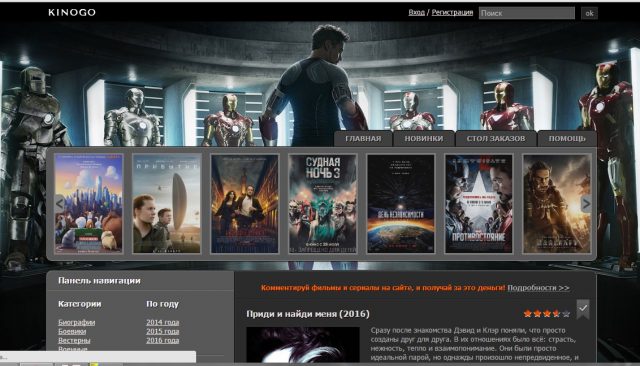 KINOGO
Вход / Регистрация
Поиск
ok
ГЛАВНАЯ
НОВИНКИ
СТОЛ ЗАКАЗОВ
ПОМОЩЬ
ПРИБЫТИЕ
СУДНАЯ
НОЧЬ 3
ДЕНЬ НЕЗАВИСИМОСТИ
ПРОТИВОСТОЯНИЕ
Панель навигации
Категории
По году
Биографии
2014 года
Боевики
2015 года
Вестерны
2016 года
Военные
Комментируй фильмы и сериалы на сайте, и получай за это деньги! Подробности >>
Приди и найди меня (2016)
Сразу после знакомства Дэвид и Клэр поняли, что просто
созданы друг для друга. В их отношениях было всё: страсть,
нежность, тепло и взаимопонимание. Они были просто
идеальной парой, но однажды произошло непредвиденное, и